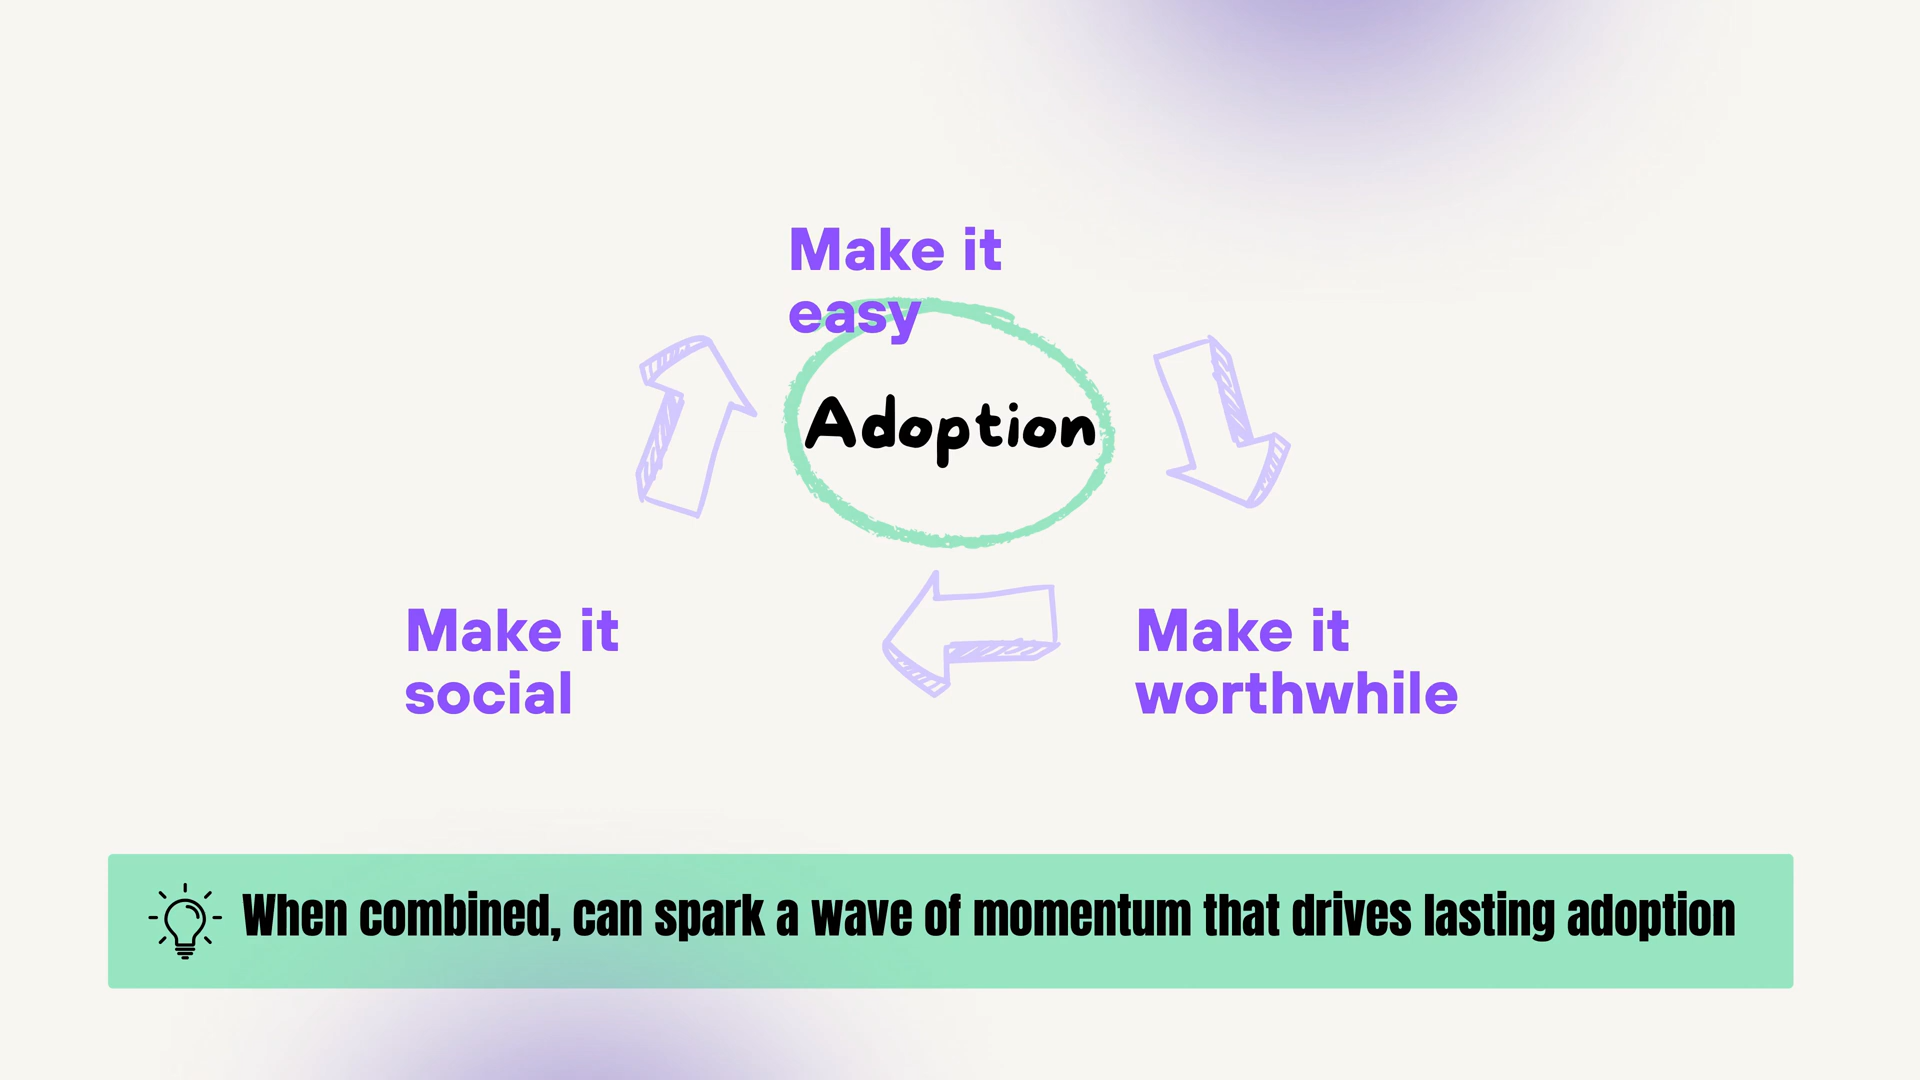 Make it
easy
Adoption
Make it
social
Make it
worthwhile
When combined, can spark a wave of momentum that drives lasting adoption